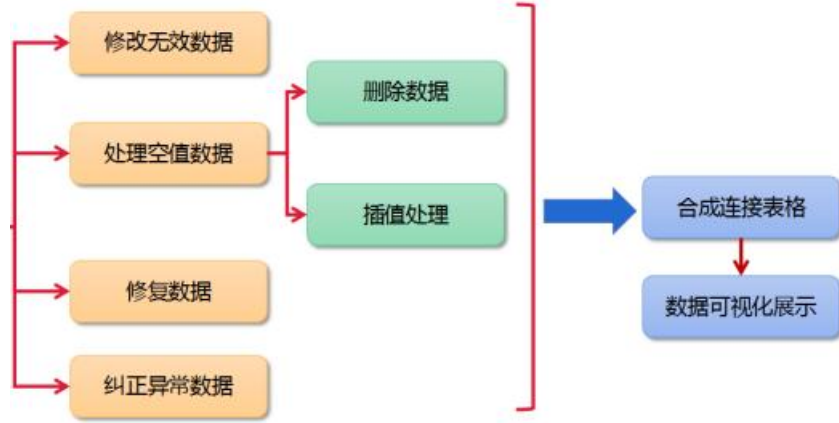 修改无效数据
处理空值数据
删除数据
插值处理
修复数据
纠正异常数据
合成连接表格
数据可视化展示